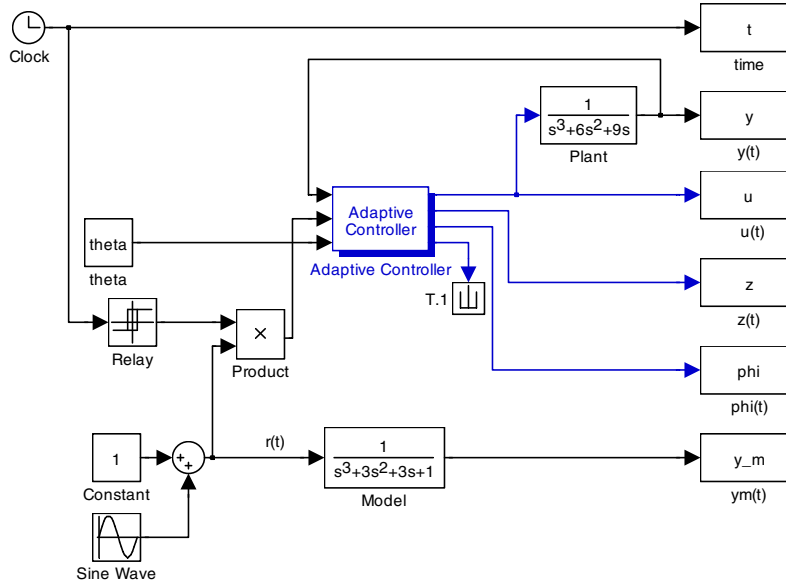 Clock
t
time
1
s³+6s²+9s
Plant
y
y(t)
Adaptive
Controller
Adaptive Controller
u
u(t)
theta
theta
T.1
z
z(t)
Relay
×
Product
phi
phi(t)
1
Constant
+
+
r(t)
1
s³+3s²+3s+1
Model
y_m
ym(t)
Sine Wave